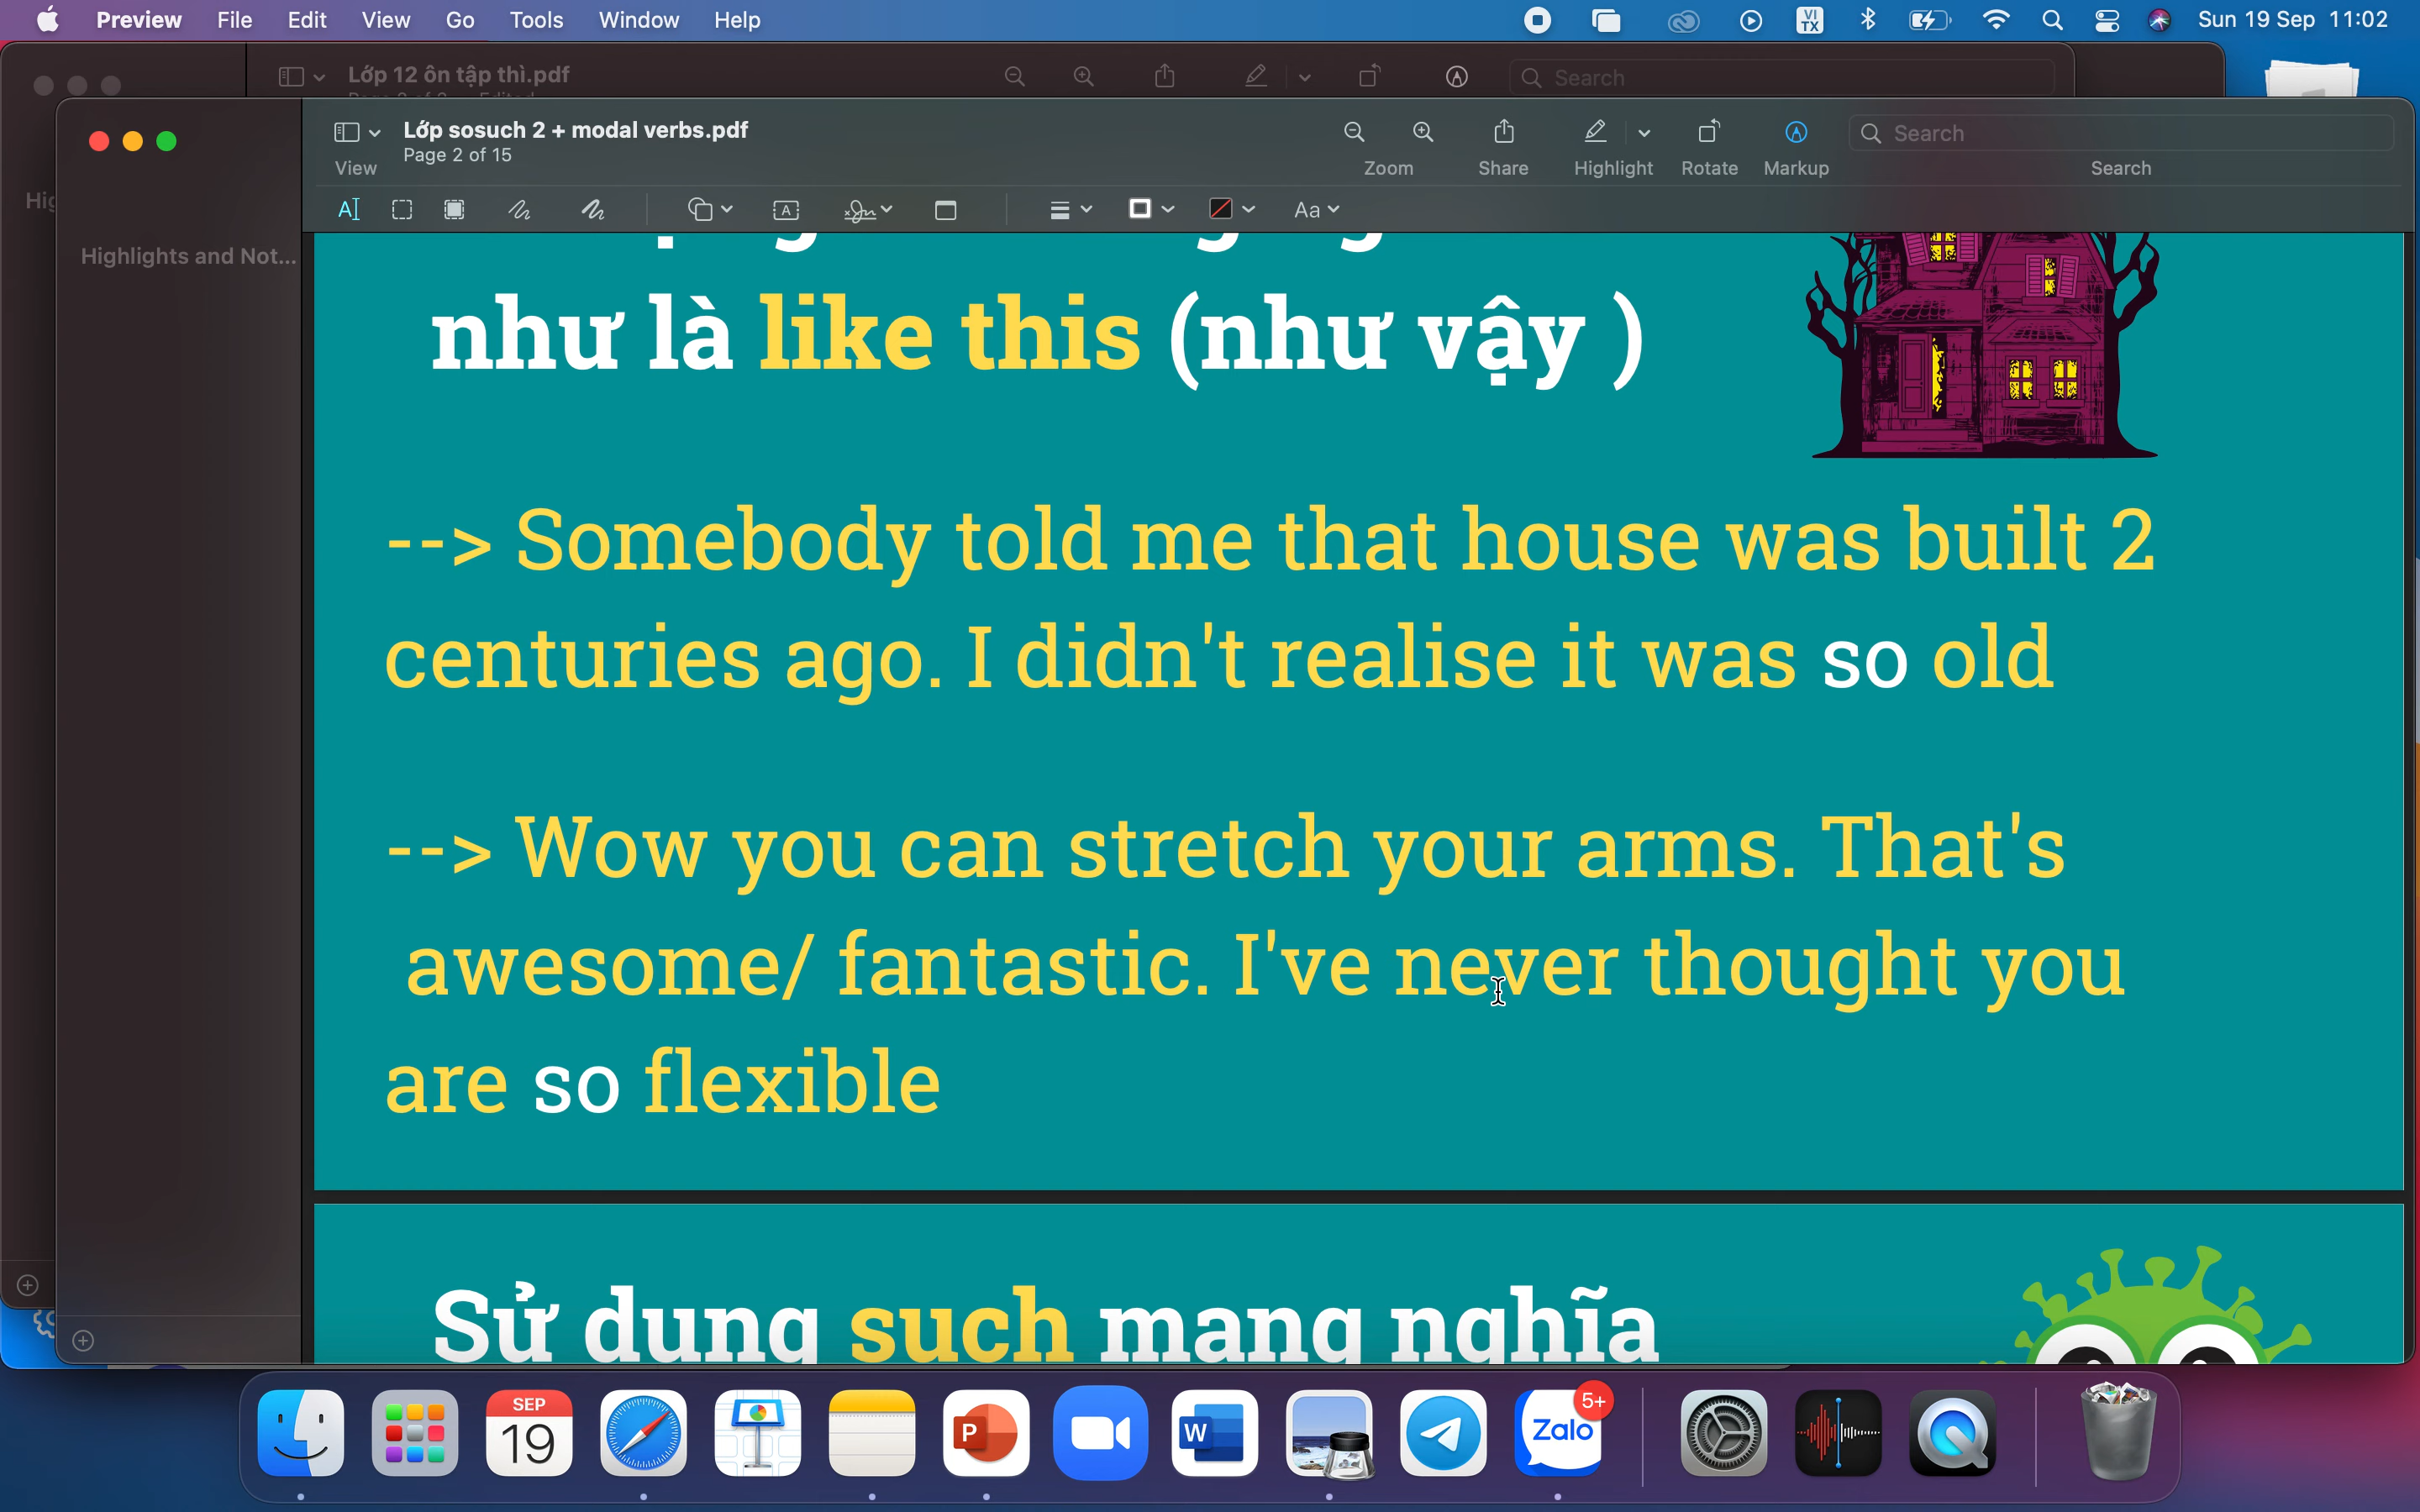 Preview File Edit View Go Tools Window Help
VI
TX
Sun 19 Sep 11:02
Lớp 12 ôn tập thì.pdf
Search
Lớp sosuch 2 + modal verbs.pdf
Page 2 of 15
Search
View Zoom Share Highlight Rotate Markup Search
Aa
Highlights and Not...
như là like this (như vậy )
--> Somebody told me that house was built 2
centuries ago. I didn't realise it was so old
--> Wow you can stretch your arms. That's
awesome/ fantastic. I've never thought you
are so flexible
Sử dụng such mang nghĩa
SEP
19
P
W
Zalo
5+